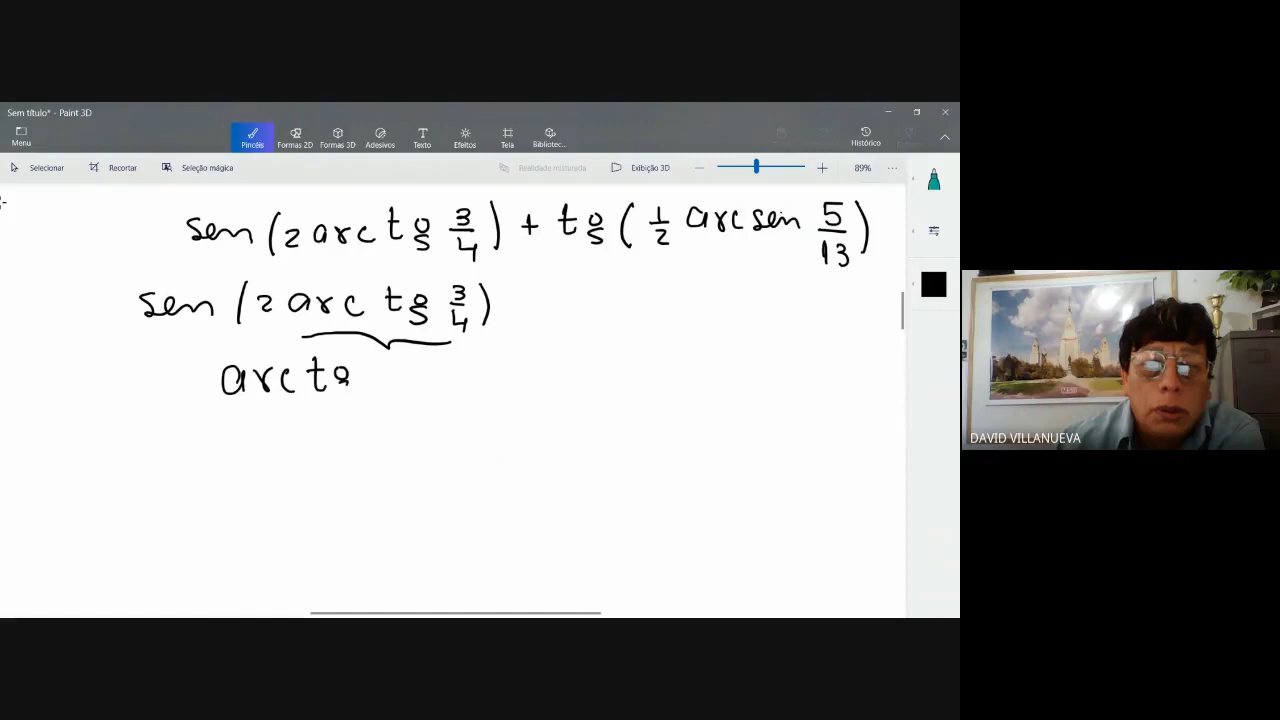 Sem título* - Paint 3D
Menu
Pincéis Formas 2D Formas 3D Adesivos Texto Efeitos Tela Bibliotec... Histórico
Selecionar Recortar Seleção mágica Realidade misturada Exibição 3D 89%
sen (2 arc tg 3/4) + tg (1/2 arc sen 5/13)
sen (2 arc tg 3/4)
arc t
DAVID VILLANUEVA